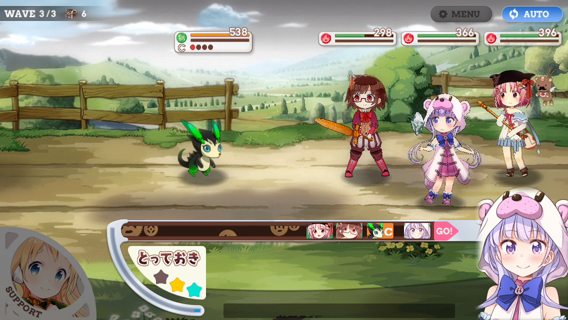 WAVE 3/3 6
MENU
AUTO
538
C
298
366
396
C
GO!
とっておき
SUPPORT